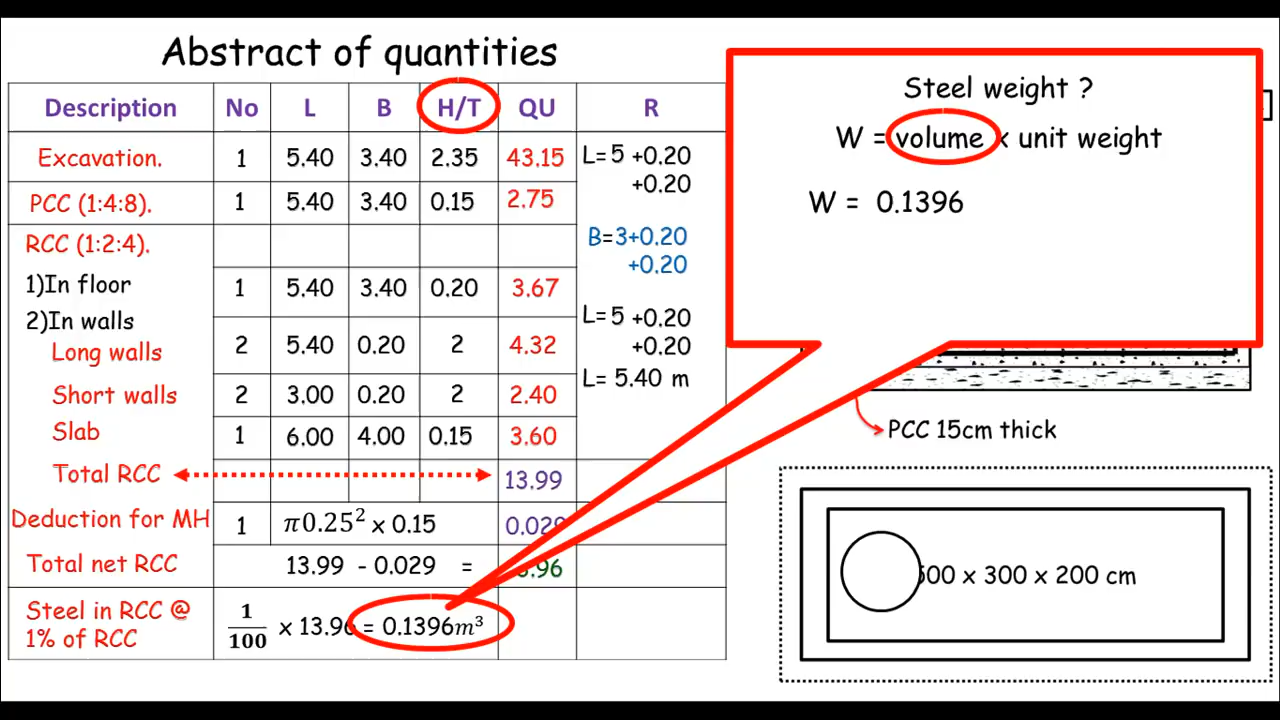 Abstract of quantities
Description No L B H/T QU R
Excavation. 1 5.40 3.40 2.35 43.15 L=5 +0.20
+0.20
PCC (1:4:8). 1 5.40 3.40 0.15 2.75
RCC (1:2:4). B=3+0.20
+0.20
1)In floor 1 5.40 3.40 0.20 3.67
2)In walls L=5 +0.20
+0.20
Long walls 2 5.40 0.20 2 4.32
L= 5.40 m
Short walls 2 3.00 0.20 2 2.40
Slab 1 6.00 4.00 0.15 3.60
Total RCC 13.99
Deduction for MH 1 π0.25² x 0.15 0.029
Total net RCC 13.99 - 0.029 = .96
Steel in RCC @
1% of RCC
1/100 x 13.96 = 0.1396m³
Steel weight ?
W = volume x unit weight
W = 0.1396
PCC 15cm thick
500 x 300 x 200 cm